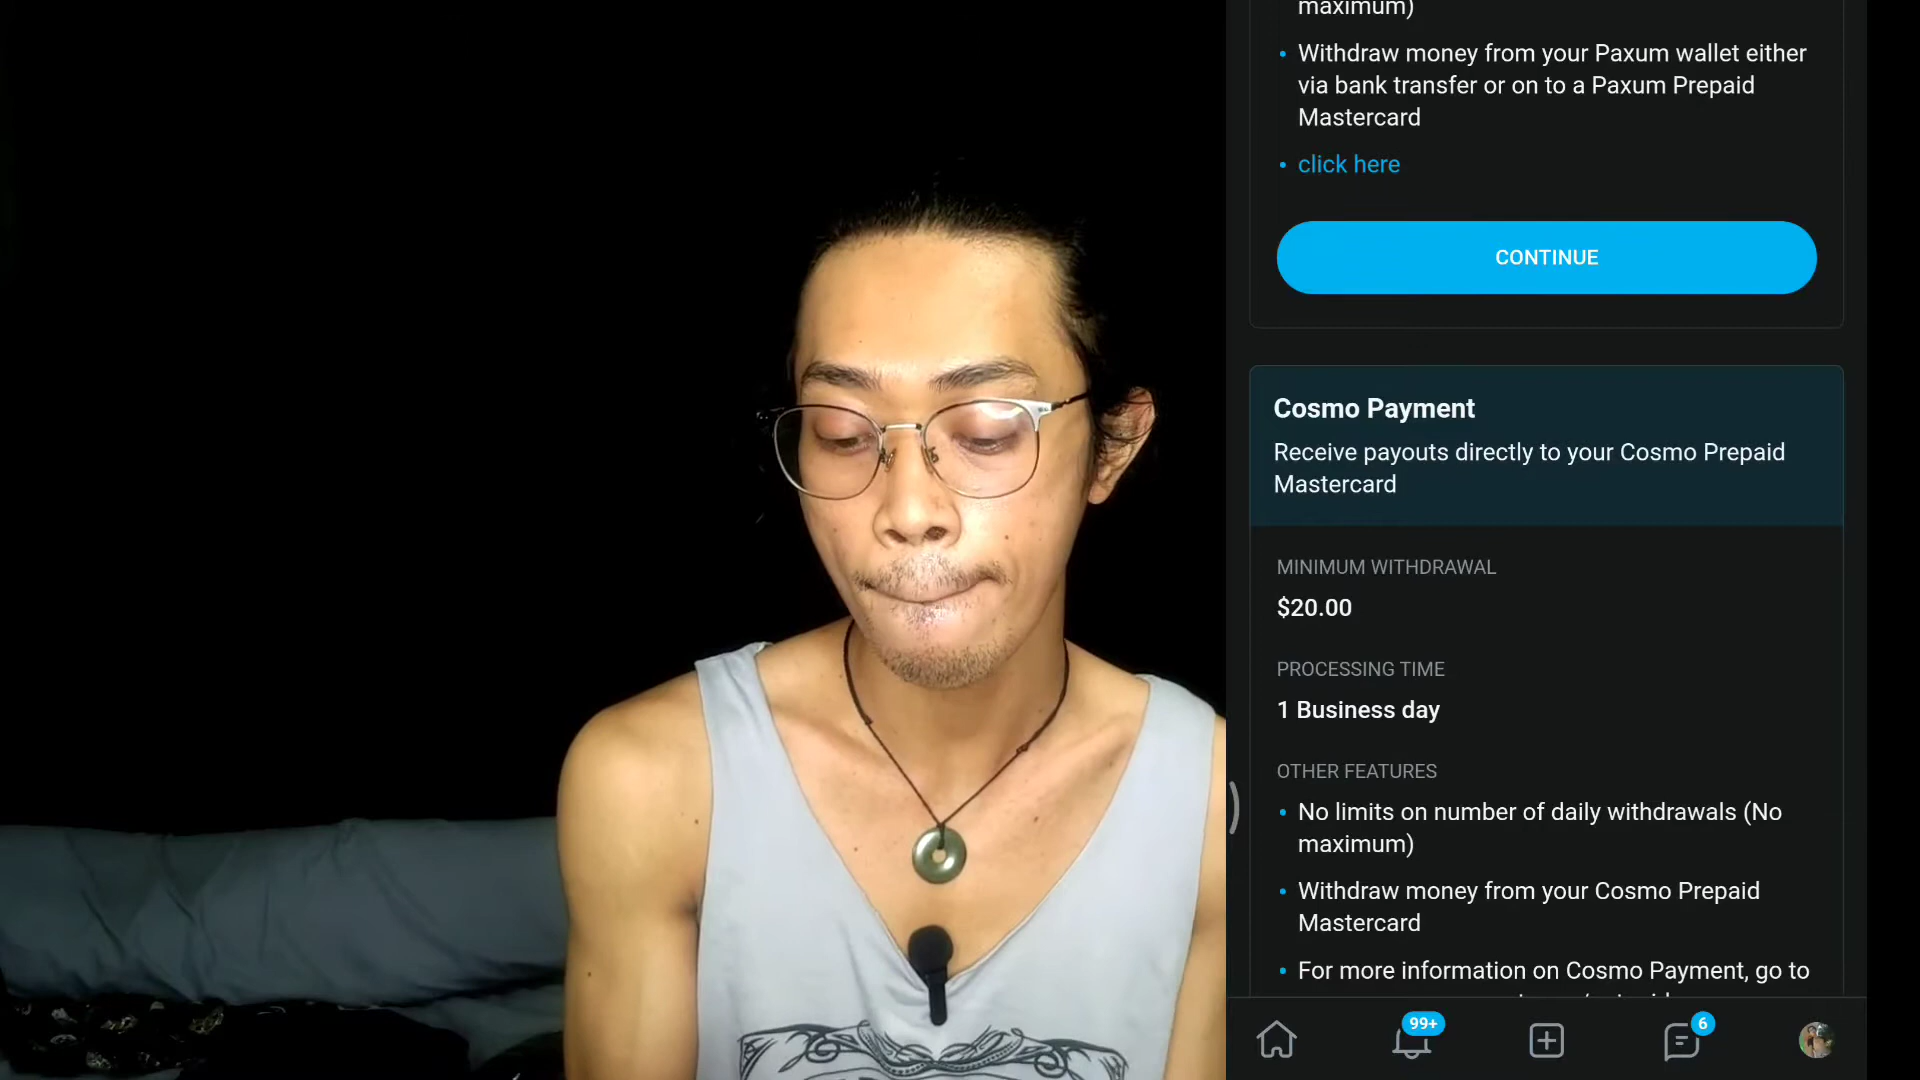 maximum)
• Withdraw money from your Paxum wallet either
via bank transfer or on to a Paxum Prepaid
Mastercard
• click here
CONTINUE
Cosmo Payment
Receive payouts directly to your Cosmo Prepaid
Mastercard
MINIMUM WITHDRAWAL
$20.00
PROCESSING TIME
1 Business day
OTHER FEATURES
• No limits on number of daily withdrawals (No
maximum)
• Withdraw money from your Cosmo Prepaid
Mastercard
• For more information on Cosmo Payment, go to
99+
6